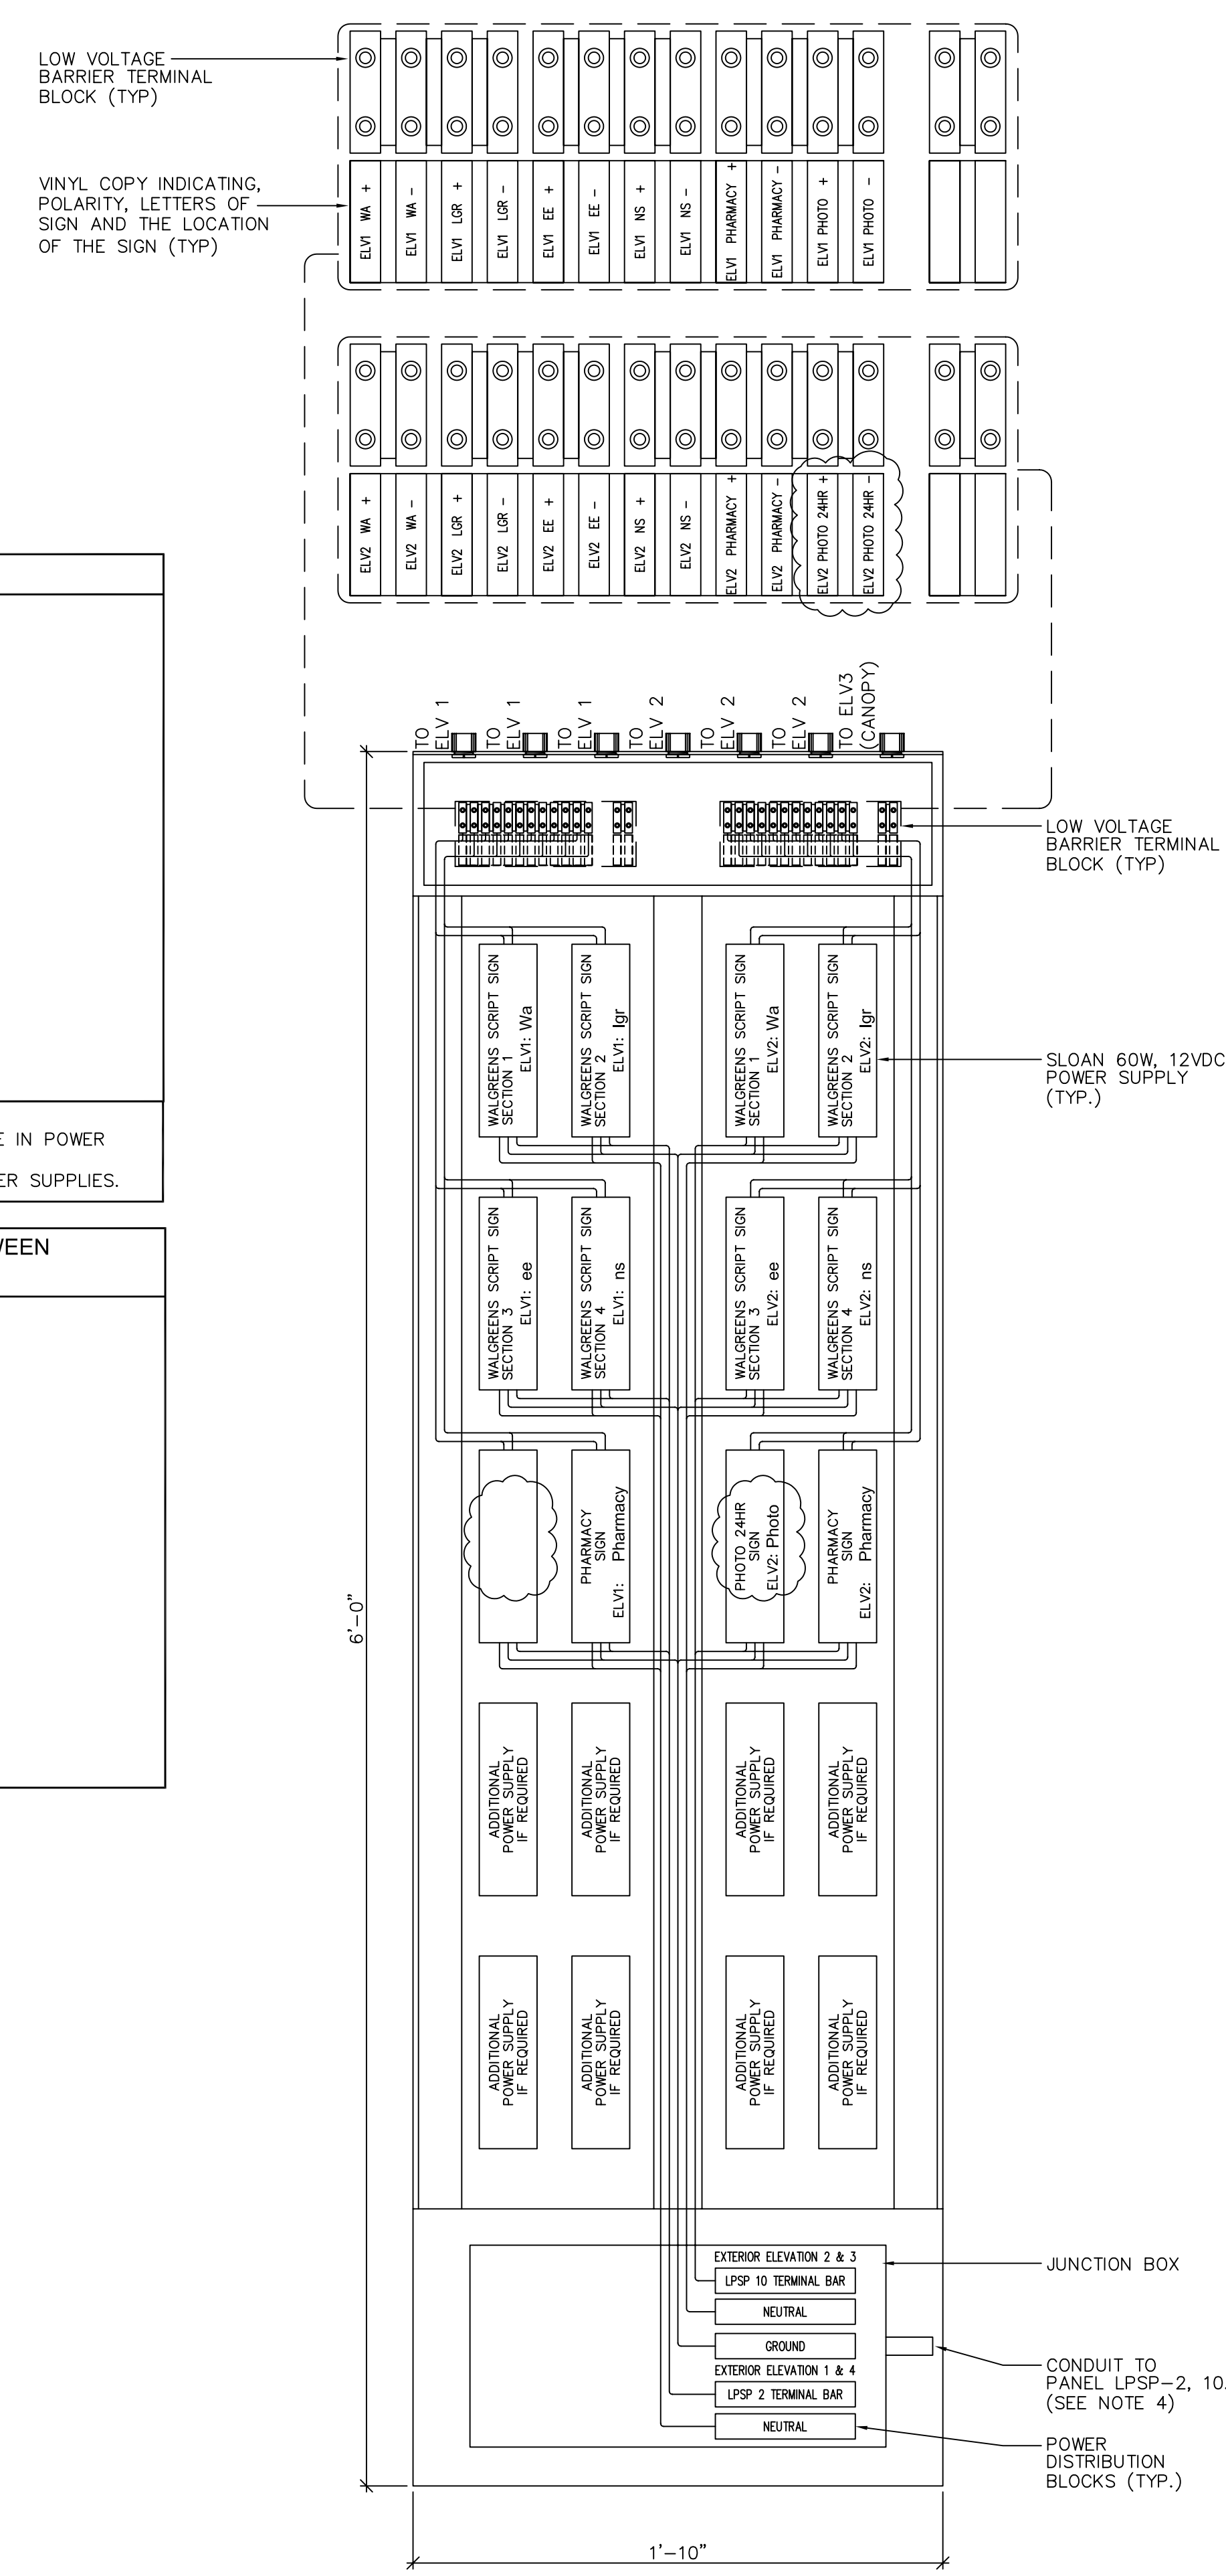 LOW VOLTAGE
BARRIER TERMINAL
BLOCK (TYP)
VINYL COPY INDICATING,
POLARITY, LETTERS OF
SIGN AND THE LOCATION
OF THE SIGN (TYP)
ELV1 WA +
ELV1 WA -
ELV1 LGR +
ELV1 LGR -
ELV1 EE +
ELV1 EE -
ELV1 NS +
ELV1 NS -
ELV1 PHARMACY +
ELV1 PHARMACY -
ELV1 PHOTO +
ELV1 PHOTO -
ELV2 WA +
ELV2 WA -
ELV2 LGR +
ELV2 LGR -
ELV2 EE +
ELV2 EE -
ELV2 NS +
ELV2 NS -
ELV2 PHARMACY +
ELV2 PHARMACY -
ELV2 PHOTO 24HR +
ELV2 PHOTO 24HR -
TO
ELV 1
TO
ELV 1
TO
ELV 1
TO
ELV 2
TO
ELV 2
TO
ELV 2
TO ELV3
(CANOPY)
LOW VOLTAGE
BARRIER TERMINAL
BLOCK (TYP)
WALGREENS SCRIPT SIGN
SECTION 1
ELV1: Wa
WALGREENS SCRIPT SIGN
SECTION 2
ELV1: lgr
WALGREENS SCRIPT SIGN
SECTION 1
ELV2: Wa
WALGREENS SCRIPT SIGN
SECTION 2
ELV2: lgr
SLOAN 60W, 12VDC
POWER SUPPLY
(TYP.)
E IN POWER
ER SUPPLIES.
WEEN
WALGREENS SCRIPT SIGN
SECTION 3
ELV1: ee
WALGREENS SCRIPT SIGN
SECTION 4
ELV1: ns
WALGREENS SCRIPT SIGN
SECTION 3
ELV2: ee
WALGREENS SCRIPT SIGN
SECTION 4
ELV2: ns
PHARMACY
SIGN
ELV1: Pharmacy
PHOTO 24HR
SIGN
ELV2: Photo
PHARMACY
SIGN
ELV2: Pharmacy
6'-0"
ADDITIONAL
POWER SUPPLY
IF REQUIRED
ADDITIONAL
POWER SUPPLY
IF REQUIRED
ADDITIONAL
POWER SUPPLY
IF REQUIRED
ADDITIONAL
POWER SUPPLY
IF REQUIRED
ADDITIONAL
POWER SUPPLY
IF REQUIRED
ADDITIONAL
POWER SUPPLY
IF REQUIRED
ADDITIONAL
POWER SUPPLY
IF REQUIRED
ADDITIONAL
POWER SUPPLY
IF REQUIRED
EXTERIOR ELEVATION 2 & 3
LPSP 10 TERMINAL BAR
NEUTRAL
GROUND
EXTERIOR ELEVATION 1 & 4
LPSP 2 TERMINAL BAR
NEUTRAL
JUNCTION BOX
CONDUIT TO
PANEL LPSP-2, 10.
(SEE NOTE 4)
POWER
DISTRIBUTION
BLOCKS (TYP.)
1'-10"